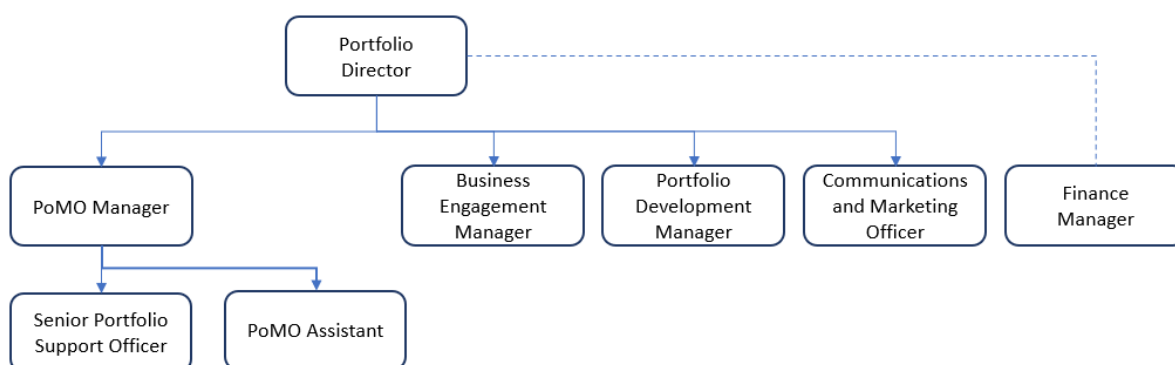 Portfolio
Director
PoMO Manager
Business
Engagement
Manager
Portfolio
Development
Manager
Communications
and Marketing
Officer
Finance
Manager
Senior Portfolio
Support Officer
PoMO Assistant